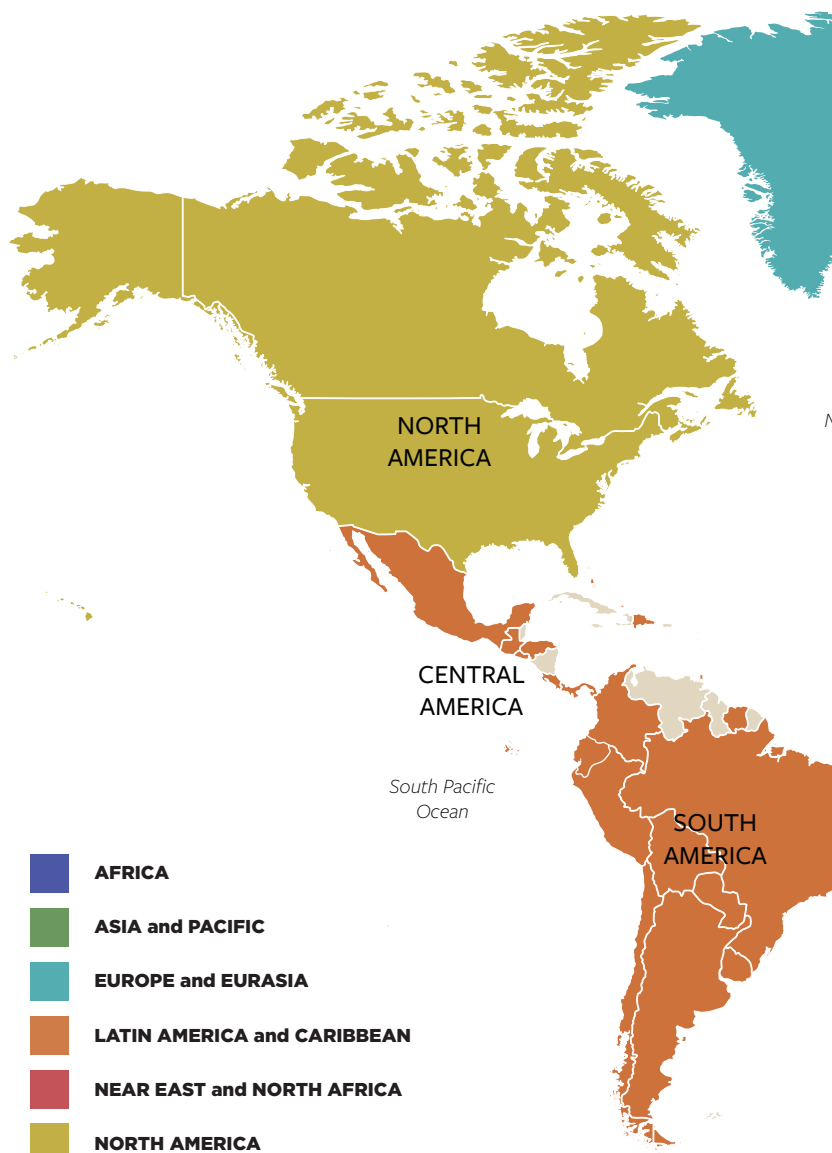 NORTH
AMERICA
N
CENTRAL
AMERICA
South Pacific
Ocean
SOUTH
AMERICA
AFRICA
ASIA and PACIFIC
EUROPE and EURASIA
LATIN AMERICA and CARIBBEAN
NEAR EAST and NORTH AFRICA
NORTH AMERICA